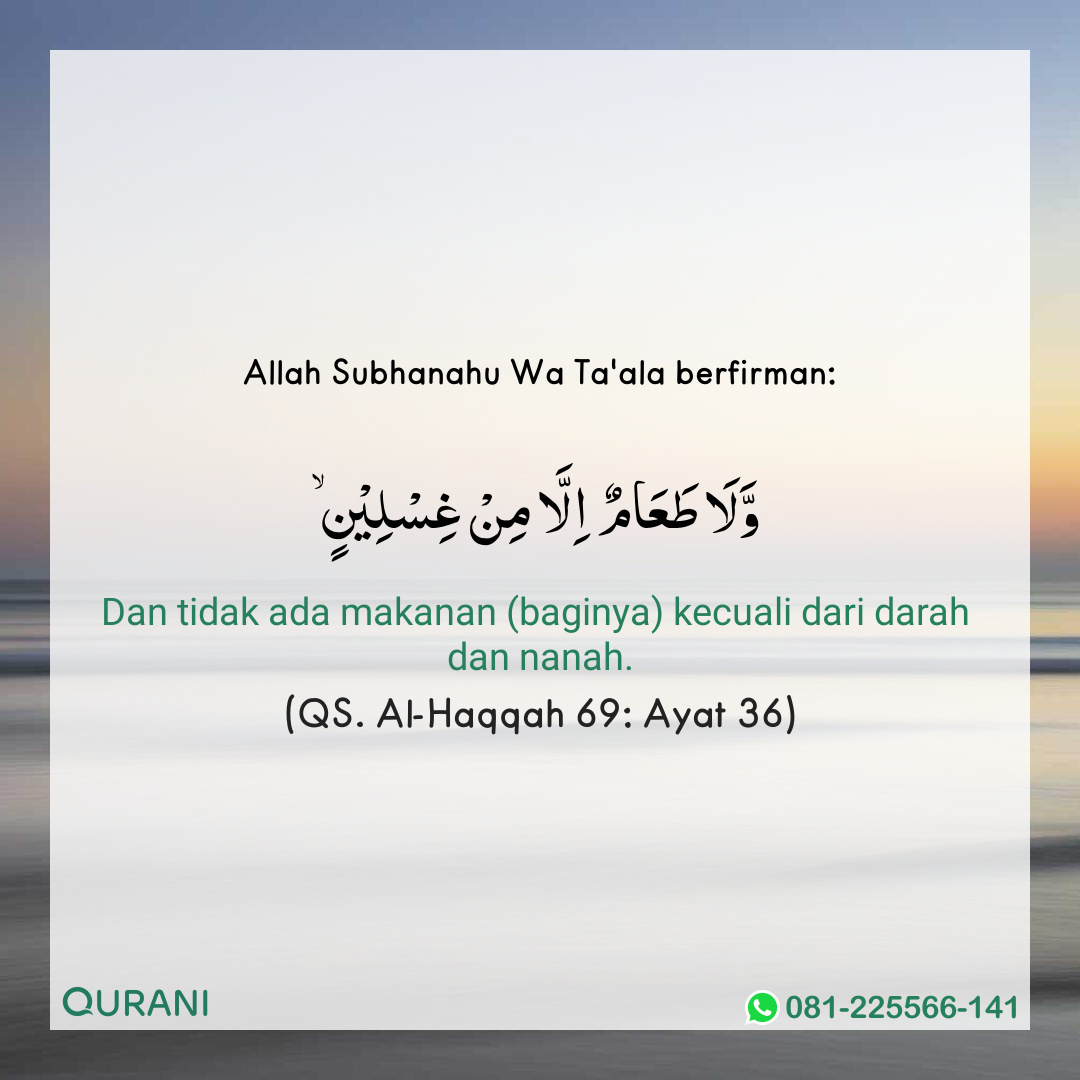 Allah Subhanahu Wa Ta'ala berfirman:
وَّلَا طَعَامٌ اِلَّا مِنْ غِسْلِيْنٍۙ
Dan tidak ada makanan (baginya) kecuali dari darah
dan nanah.
(QS. Al-Haqqah 69: Ayat 36)
QURANI
081-225566-141